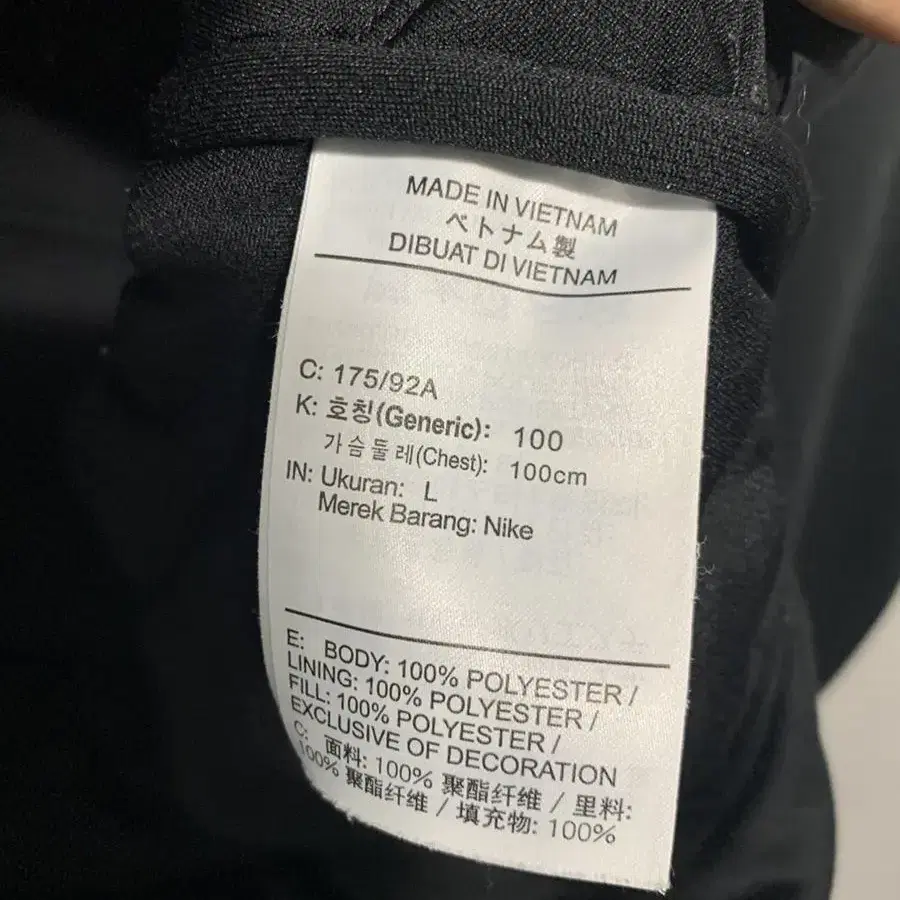 MADE IN VIETNAM
ベトナム製
DIBUAT DI VIETNAM
C: 175/92A
K: 호칭(Generic): 100
가슴둘레(Chest): 100cm
IN: Ukuran: L
Merek Barang: Nike
E: BODY: 100% POLYESTER /
LINING: 100% POLYESTER /
FILL: 100% POLYESTER /
EXCLUSIVE OF DECORATION
C: 面料: 100% 聚酯纤维 / 里料:
100% 聚酯纤维 / 填充物: 100%